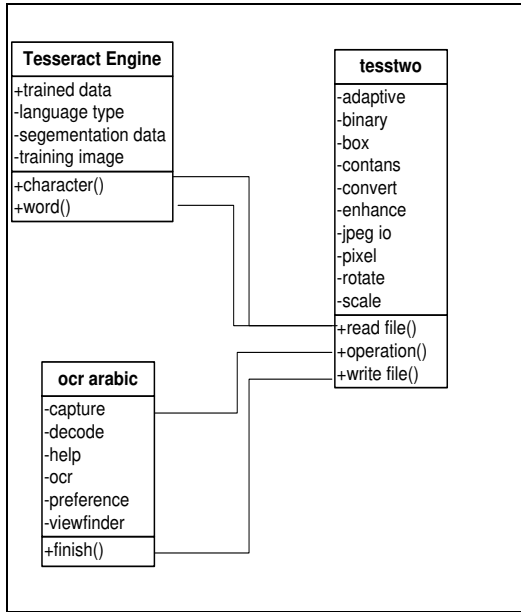 Tesseract Engine
+trained data
-language type
-segementation data
-training image
+character()
+word()
tesstwo
-adaptive
-binary
-box
-contans
-convert
-enhance
-jpeg io
-pixel
-rotate
-scale
+read file()
+operation()
+write file()
ocr arabic
-capture
-decode
-help
-ocr
-preference
-viewfinder
+finish()